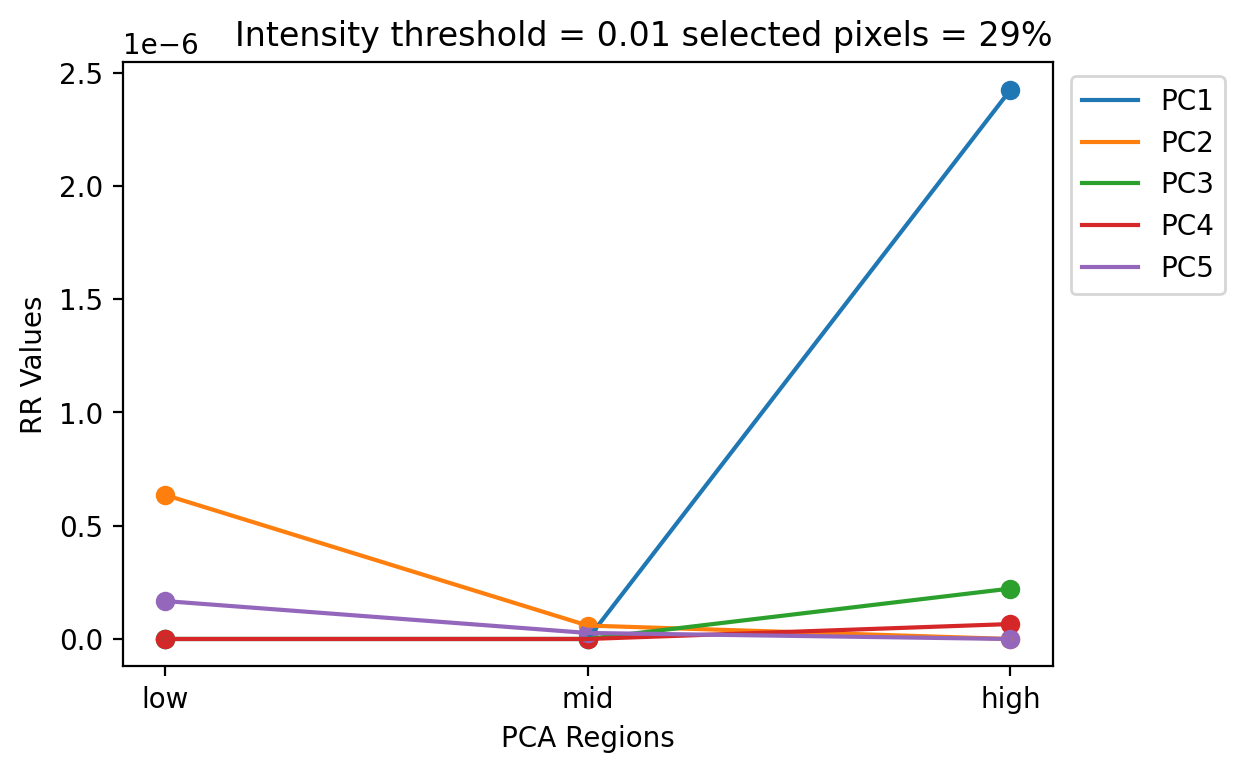 1e−6 Intensity threshold = 0.01 selected pixels = 29%
2.5
2.0
1.5
1.0
0.5
0.0
RR Values
low mid high
PCA Regions
PC1
PC2
PC3
PC4
PC5